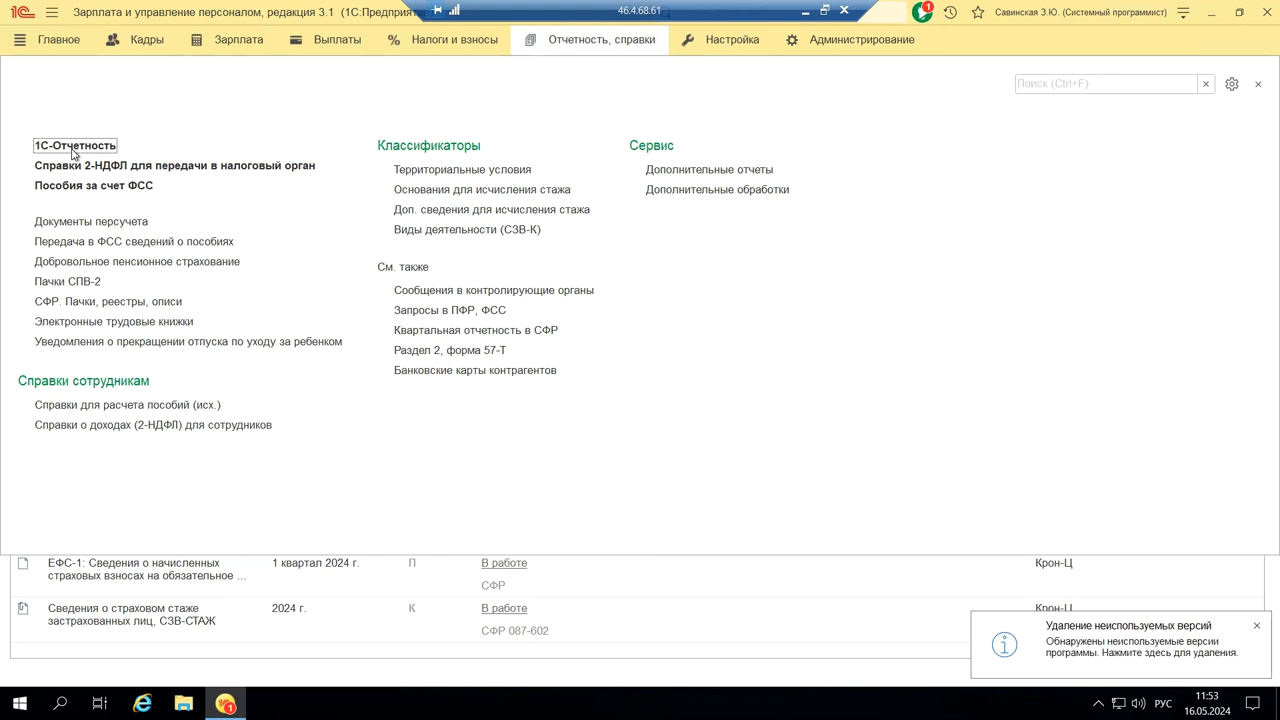 Зарплата и управление персоналом, редакция 3.1 (1С:Предприятие
46.4.68.61
1
Савинская З.Ю. (Системный программист)
Главное
Кадры
Зарплата
Выплаты
Налоги и взносы
Отчетность, справки
Настройка
Администрирование
Поиск (Ctrl+F)
1С-Отчетность
Справки 2-НДФЛ для передачи в налоговый орган
Пособия за счет ФСС
Документы персучета
Передача в ФСС сведений о пособиях
Добровольное пенсионное страхование
Пачки СПВ-2
СФР. Пачки, реестры, описи
Электронные трудовые книжки
Уведомления о прекращении отпуска по уходу за ребенком
Справки сотрудникам
Справки для расчета пособий (исх.)
Справки о доходах (2-НДФЛ) для сотрудников
Классификаторы
Территориальные условия
Основания для исчисления стажа
Доп. сведения для исчисления стажа
Виды деятельности (СЗВ-К)
См. также
Сообщения в контролирующие органы
Запросы в ПФР, ФСС
Квартальная отчетность в СФР
Раздел 2, форма 57-Т
Банковские карты контрагентов
Сервис
Дополнительные отчеты
Дополнительные обработки
ЕФС-1: Сведения о начисленных
страховых взносах на обязательное ...
1 квартал 2024 г.
П
В работе
СФР
Крон-Ц
Сведения о страховом стаже
застрахованных лиц, СЗВ-СТАЖ
2024 г.
К
В работе
СФР 087-602
Крон-Ц
Удаление неиспользуемых версий
Обнаружены неиспользуемые версии
программы. Нажмите здесь для удаления.
1
РУС
11:53
16.05.2024